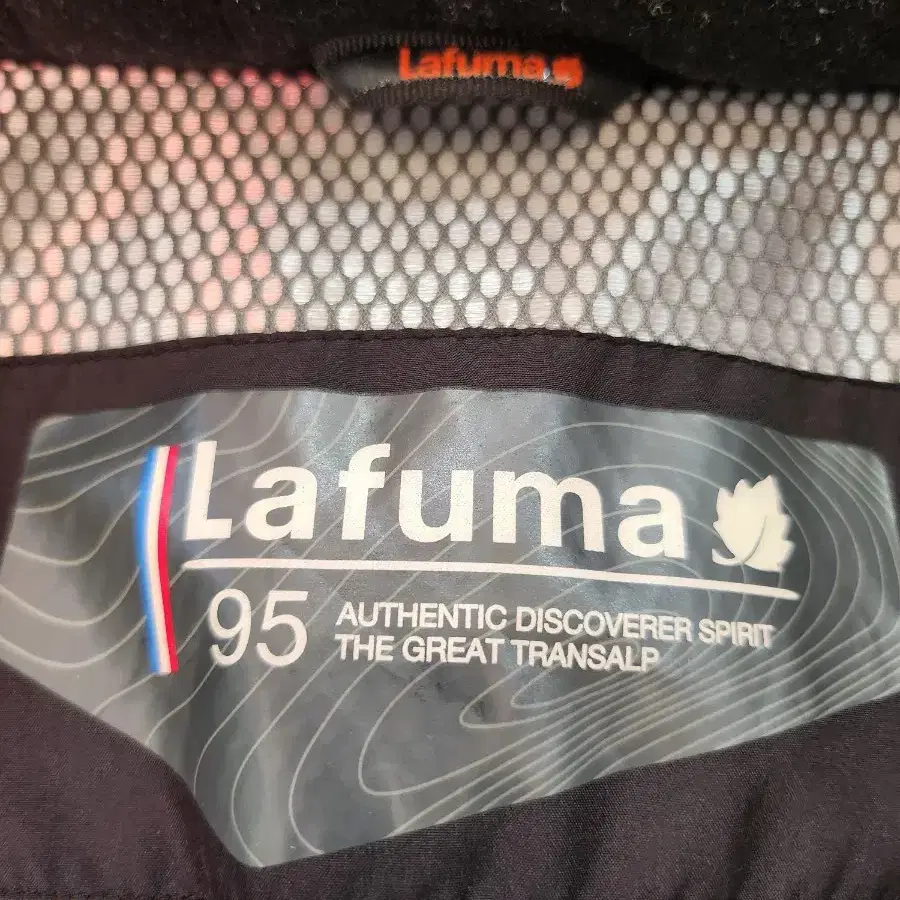 Lafuma
Lafuma
95 AUTHENTIC DISCOVERER SPIRIT
THE GREAT TRANSALP